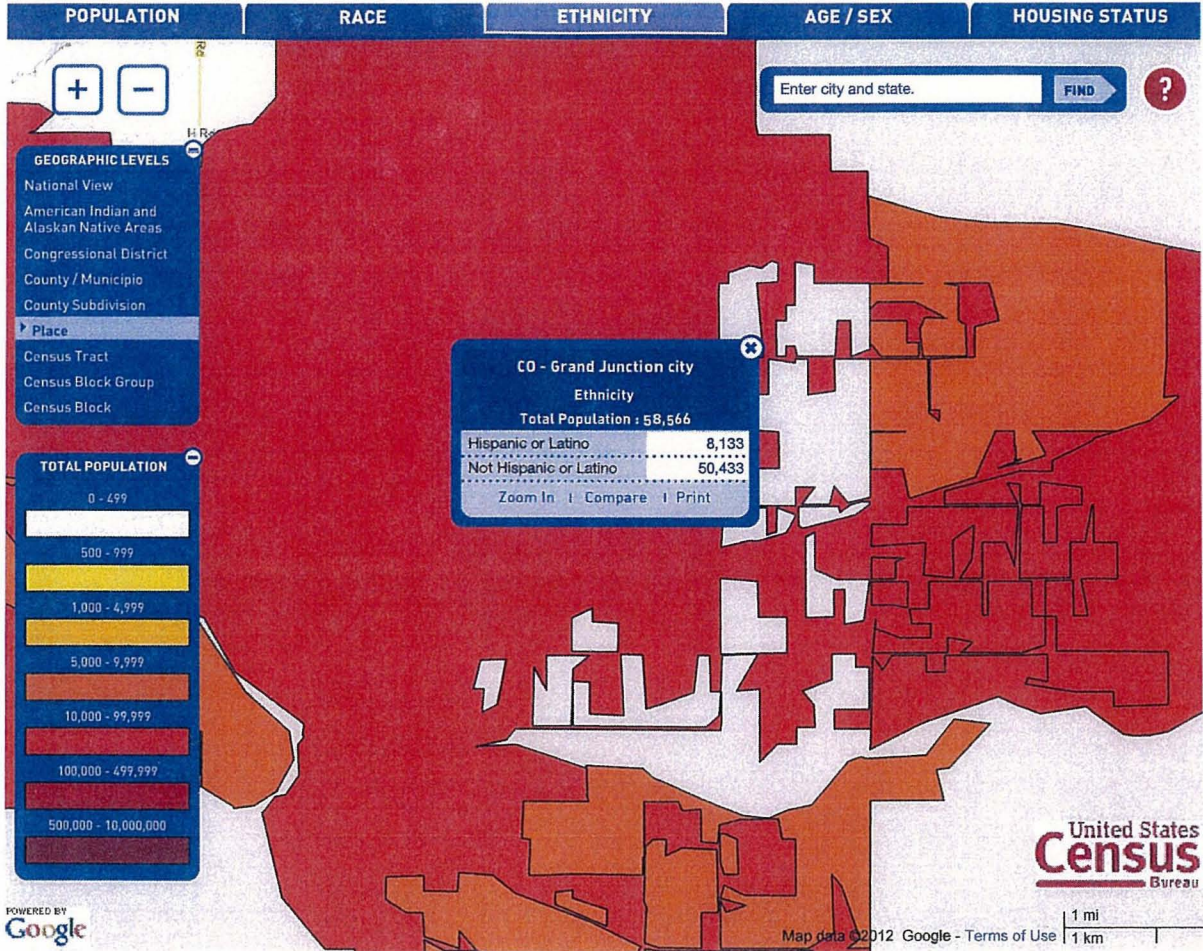 POPULATION
RACE
ETHNICITY
AGE / SEX
HOUSING STATUS
Rd
+
−
Enter city and state.
FIND
?
H Rd
GEOGRAPHIC LEVELS
National View
American Indian and
Alaskan Native Areas
Congressional District
County / Municipio
County Subdivision
Place
Census Tract
Census Block Group
Census Block
CO - Grand Junction city
Ethnicity
Total Population : 58,566
Hispanic or Latino 8,133
Not Hispanic or Latino 50,433
Zoom In | Compare | Print
TOTAL POPULATION
0 - 499
500 - 999
1,000 - 4,999
5,000 - 9,999
10,000 - 99,999
100,000 - 499,999
500,000 - 10,000,000
United States
Census
Bureau
POWERED BY
Google
Map data ©2012 Google - Terms of Use
1 mi
1 km